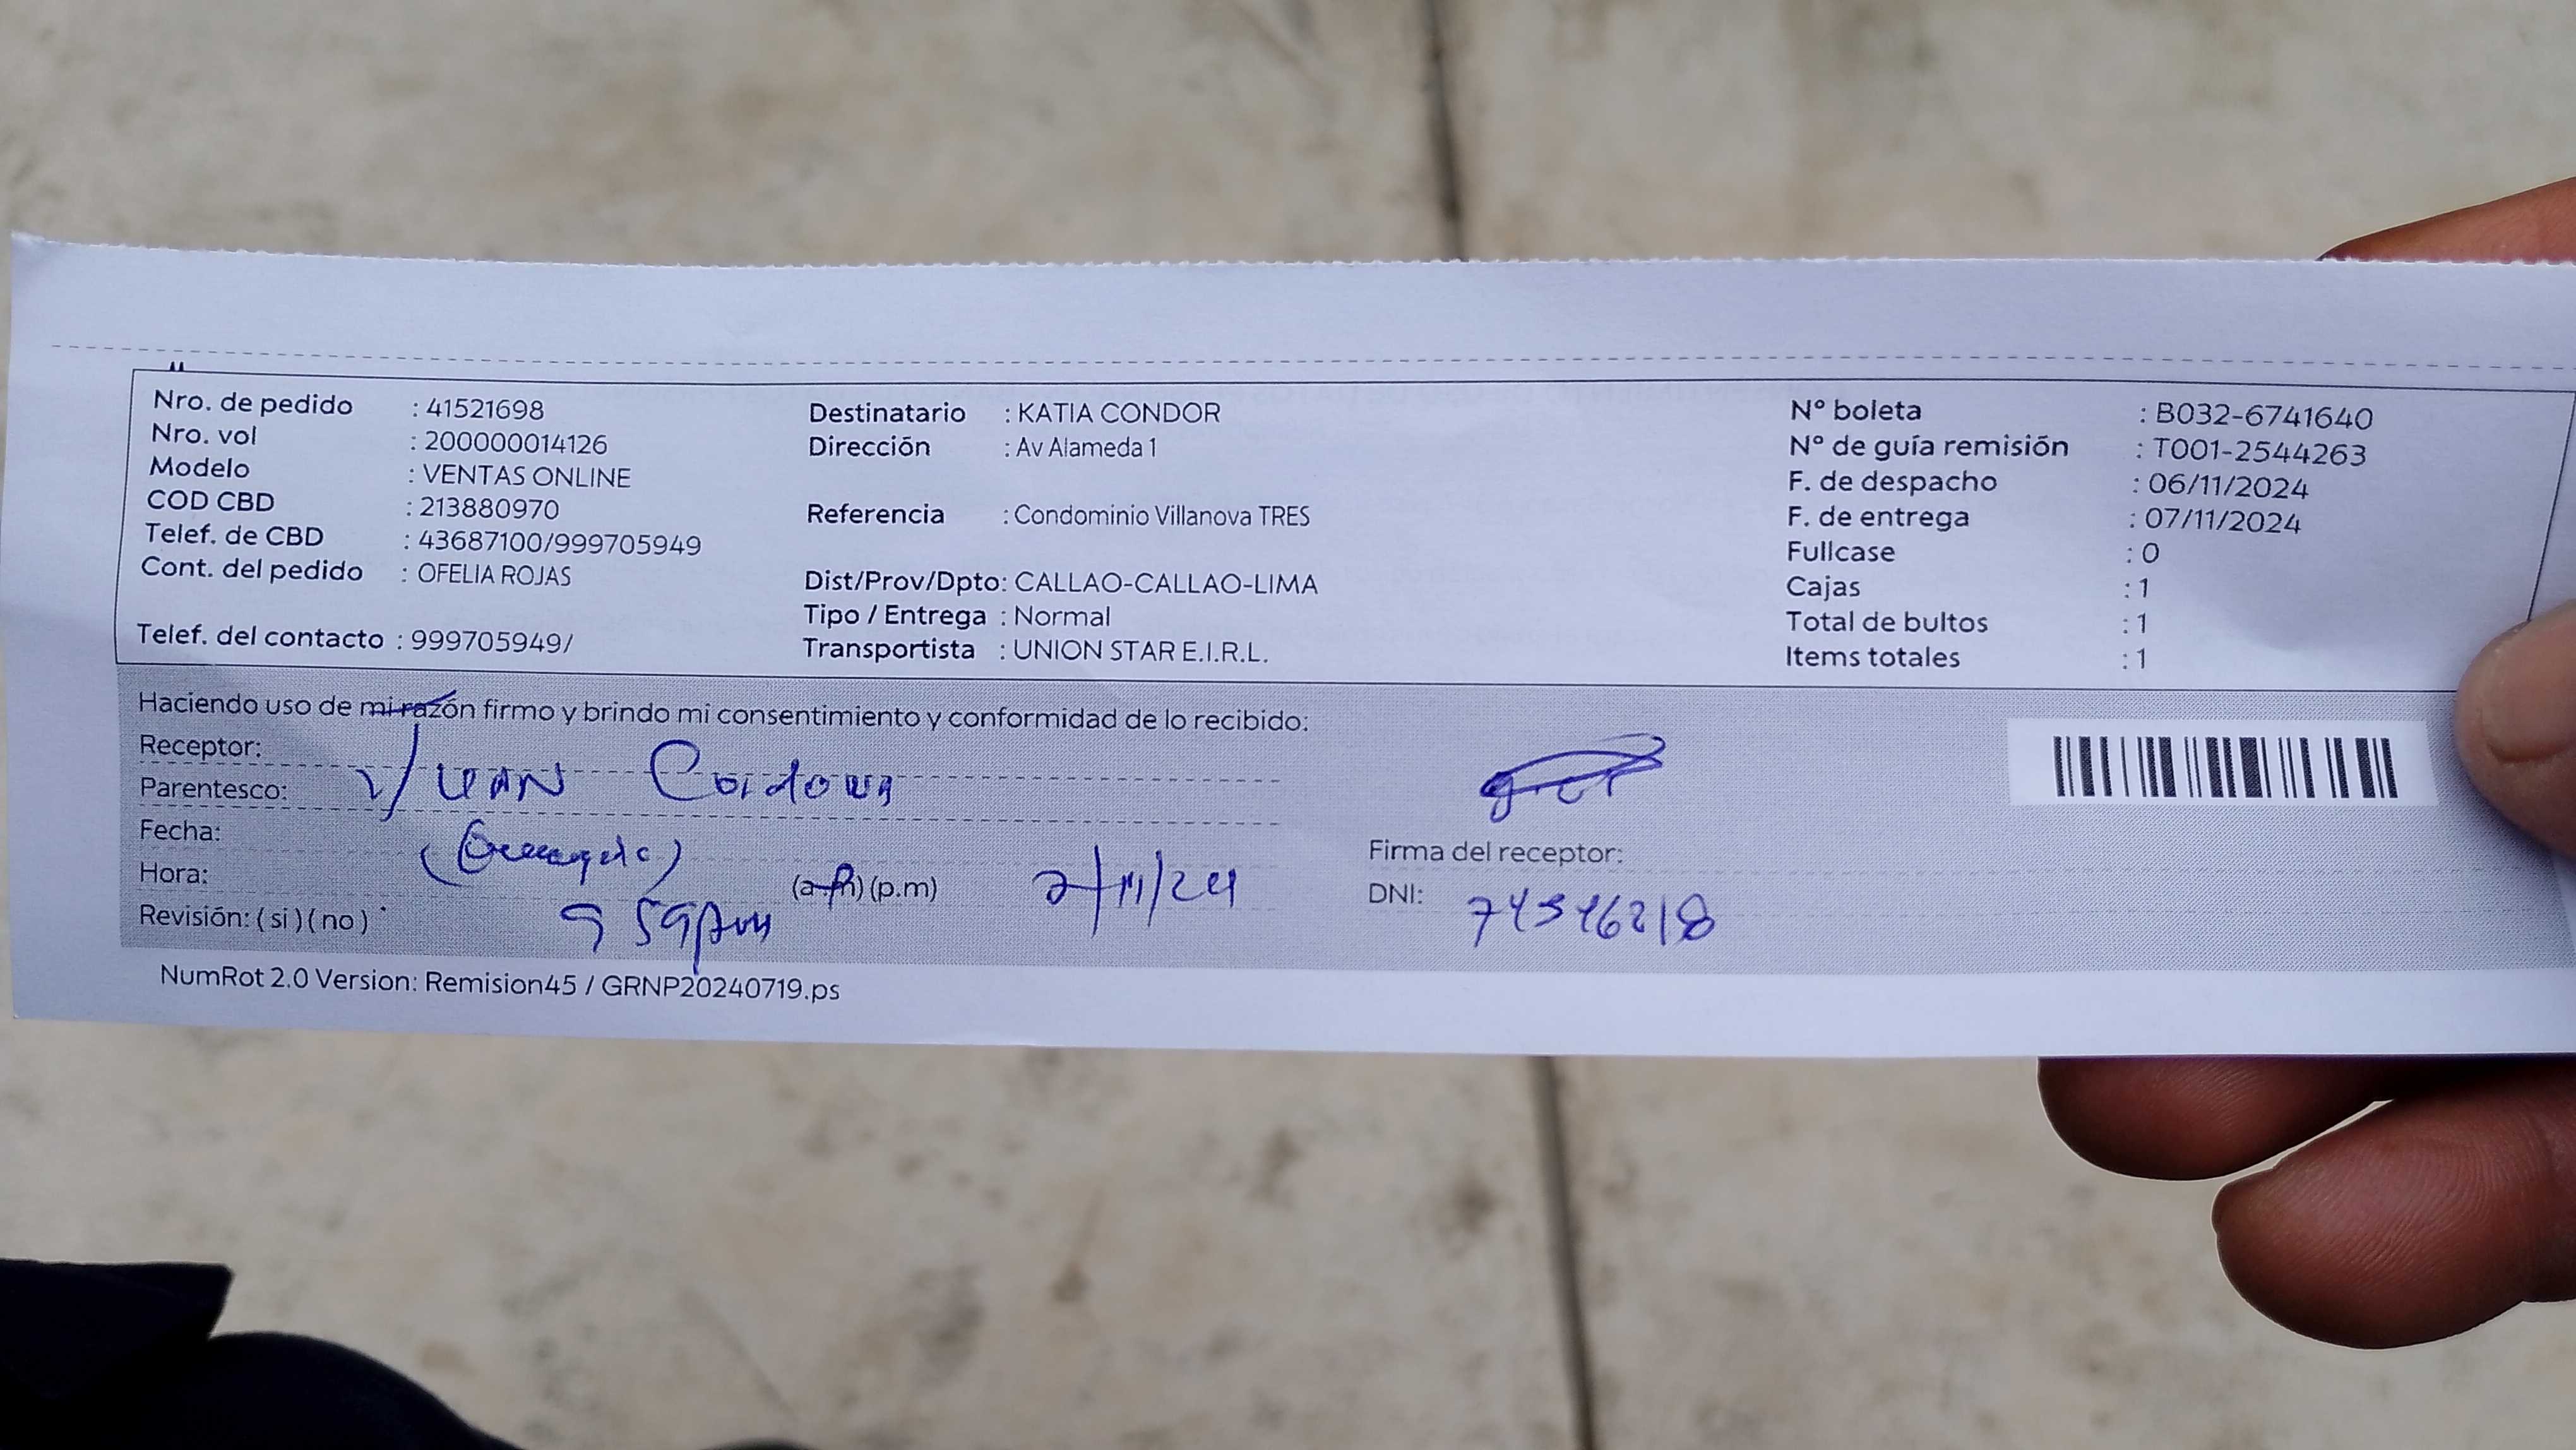 Nro. de pedido : 41521698
Nro. vol : 200000014126
Modelo : VENTAS ONLINE
COD CBD : 213880970
Telef. de CBD : 43687100/999705949
Cont. del pedido : OFELIA ROJAS
Telef. del contacto : 999705949/
Destinatario : KATIA CONDOR
Dirección : Av Alameda 1
Referencia : Condominio Villanova TRES
Dist/Prov/Dpto: CALLAO-CALLAO-LIMA
Tipo / Entrega : Normal
Transportista : UNION STAR E.I.R.L.
N° boleta : B032-6741640
N° de guía remisión : T001-2544263
F. de despacho : 06/11/2024
F. de entrega : 07/11/2024
Fullcase : 0
Cajas : 1
Total de bultos : 1
Items totales : 1
Haciendo uso de mi razón firmo y brindo mi consentimiento y conformidad de lo recibido:
Receptor:
Parentesco: Juan Cordova
Fecha:
Hora: (a.m) (p.m) 7/11/24
Revisión: ( si ) ( no ) 9 59am
Firma del receptor:
DNI:
NumRot 2.0 Version: Remision45 / GRNP20240719.ps